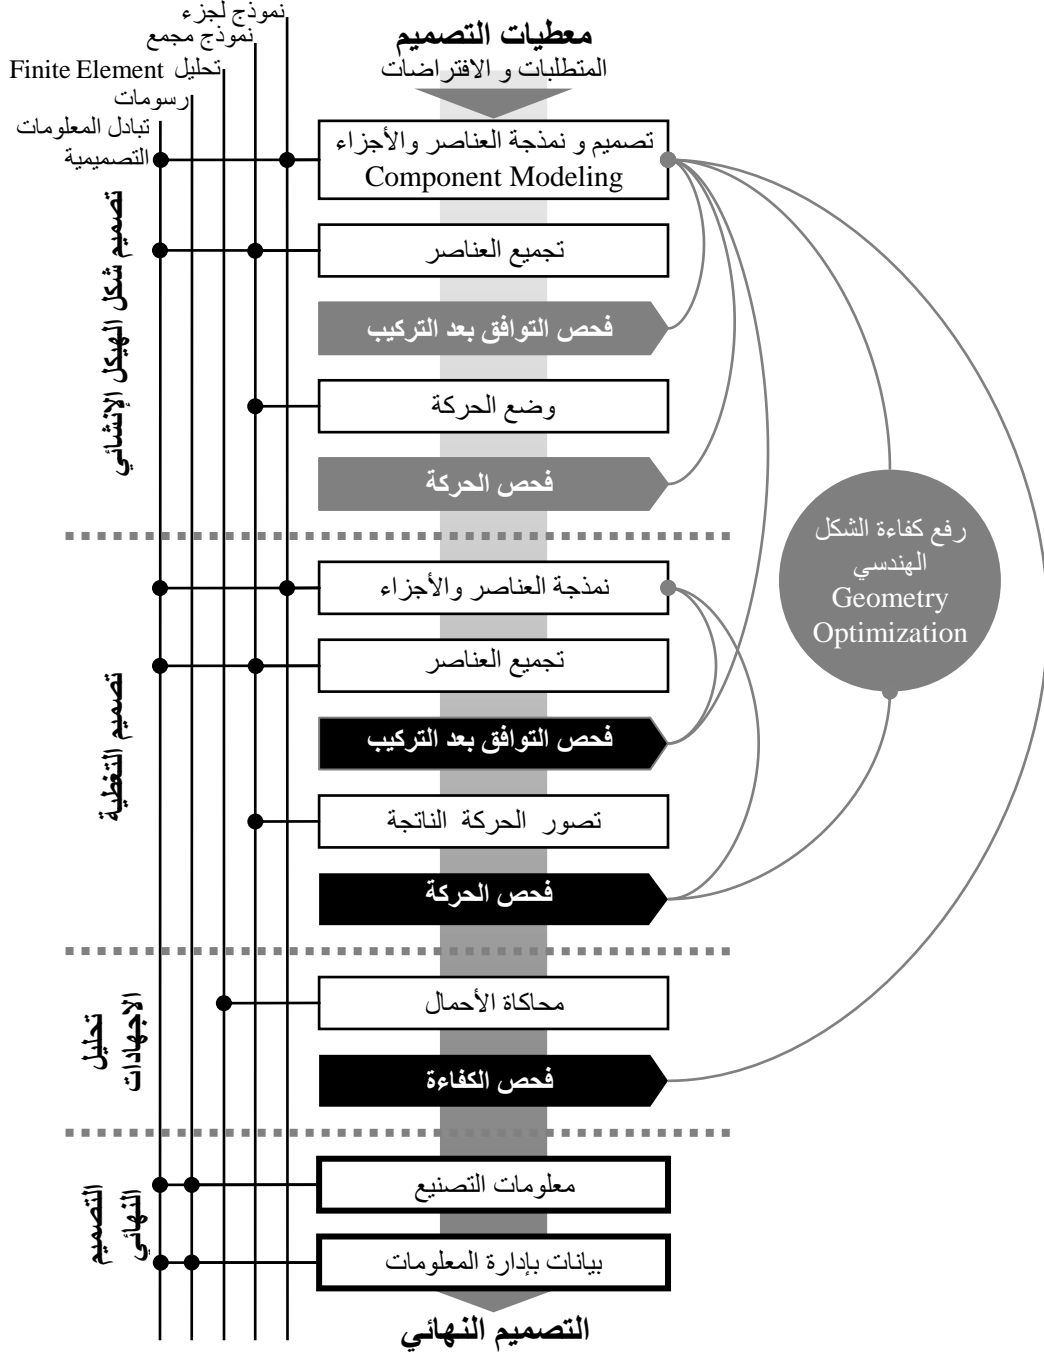 معطيات التصميم
المتطلبات و الافتراضات
نموذج لجزء
نموذج مجمع
تحليل Finite Element
رسومات
تبادل المعلومات
التصميمية
تصميم شكل الهيكل الإنشائي
تصميم و نمذجة العناصر والأجزاء
Component Modeling
تجميع العناصر
فحص التوافق بعد التركيب
وضع الحركة
فحص الحركة
رفع كفاءة الشكل
الهندسي
Geometry
Optimization
تصميم التغطية
نمذجة العناصر والأجزاء
تجميع العناصر
فحص التوافق بعد التركيب
تصور الحركة الناتجة
فحص الحركة
تحليل
الاجهادات
محاكاة الأحمال
فحص الكفاءة
التصميم
النهائي
معلومات التصنيع
بيانات بإدارة المعلومات
التصميم النهائي